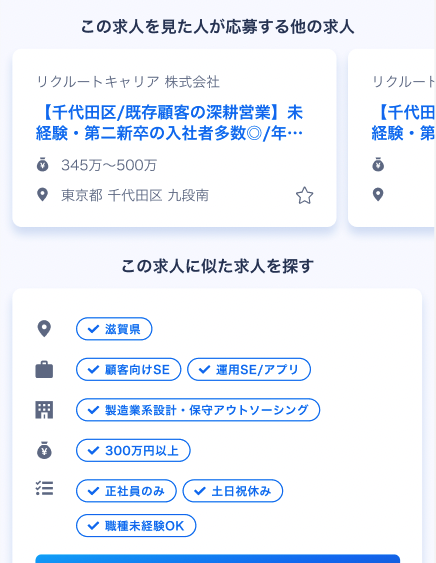 この求人を見た人が応募する他の求人
リクルートキャリア 株式会社
【千代田区/既存顧客の深耕営業】未
経験・第二新卒の入社者多数◎/年…
345万〜500万
東京都 千代田区 九段南
リクルート
【千代田
経験・第
この求人に似た求人を探す
滋賀県
顧客向けSE 運用SE/アプリ
製造業系設計・保守アウトソーシング
300万円以上
正社員のみ 土日祝休み
職種未経験OK